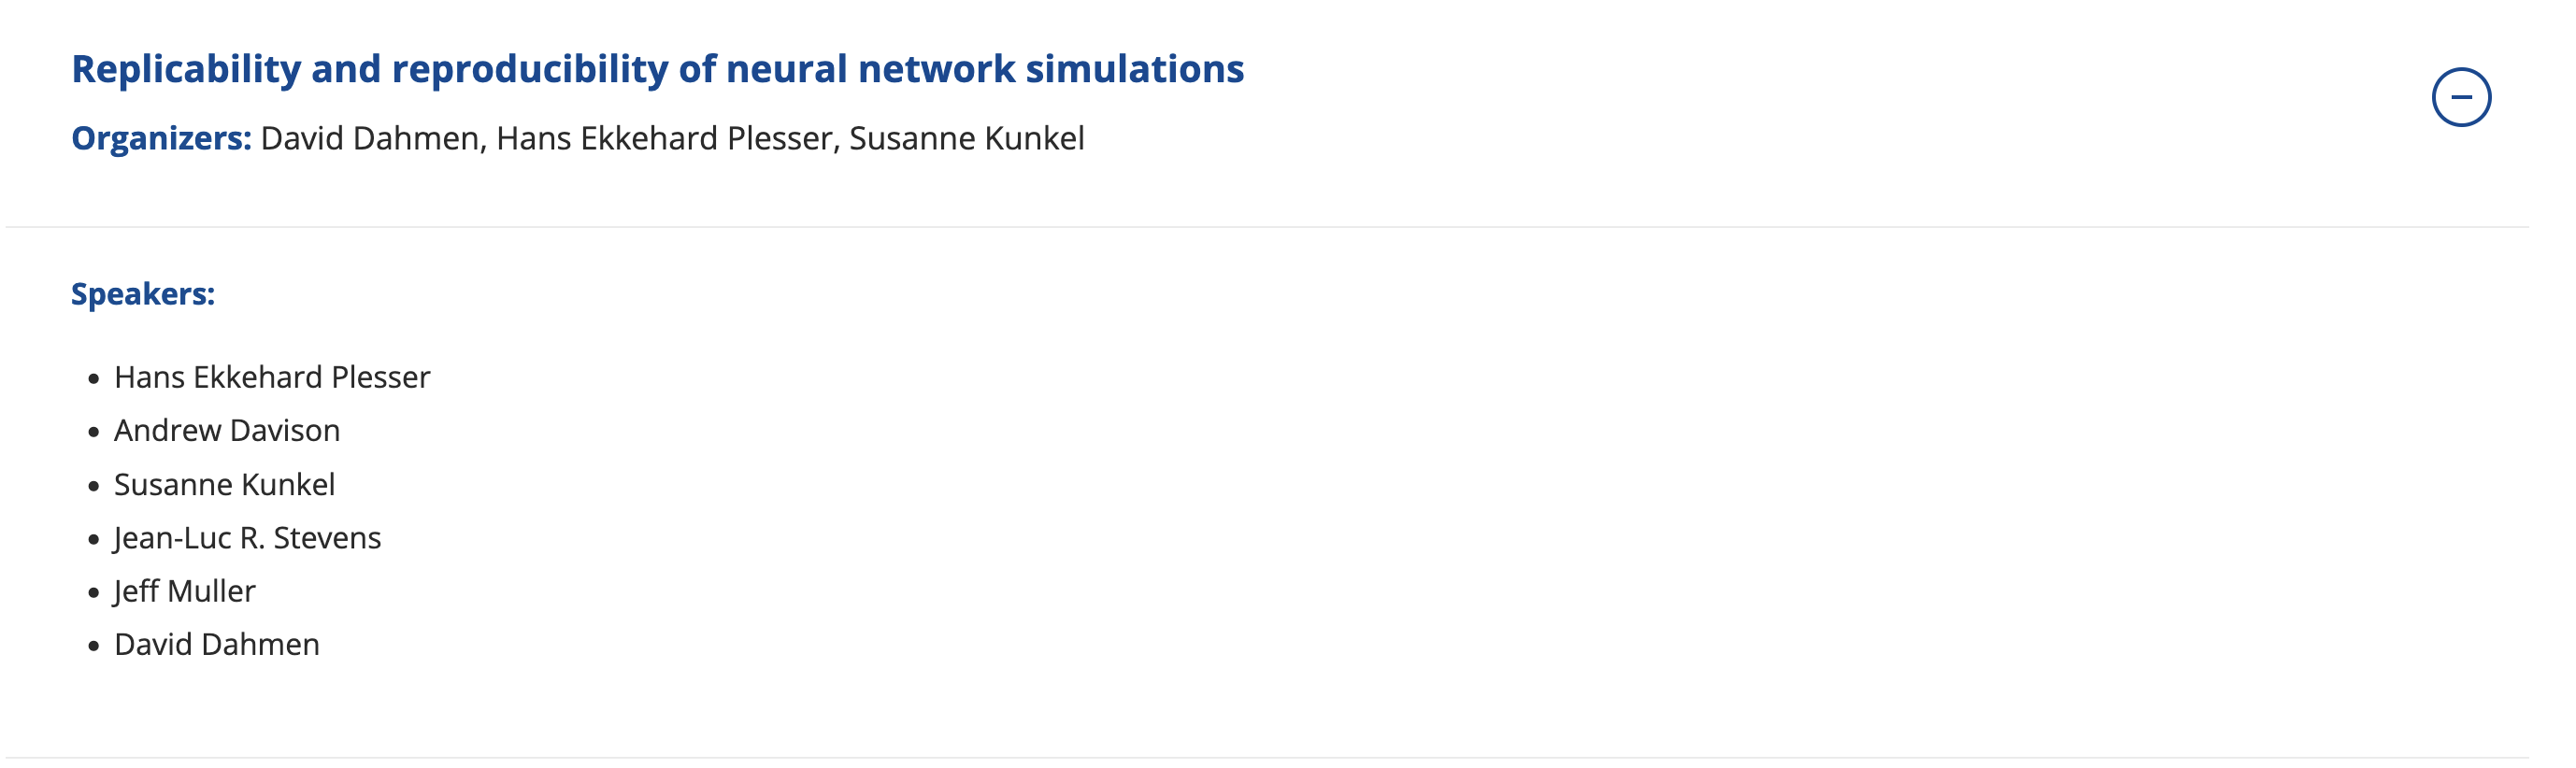 Replicability and reproducibility of neural network simulations
Organizers: David Dahmen, Hans Ekkehard Plesser, Susanne Kunkel
Speakers:
• Hans Ekkehard Plesser
• Andrew Davison
• Susanne Kunkel
• Jean-Luc R. Stevens
• Jeff Muller
• David Dahmen